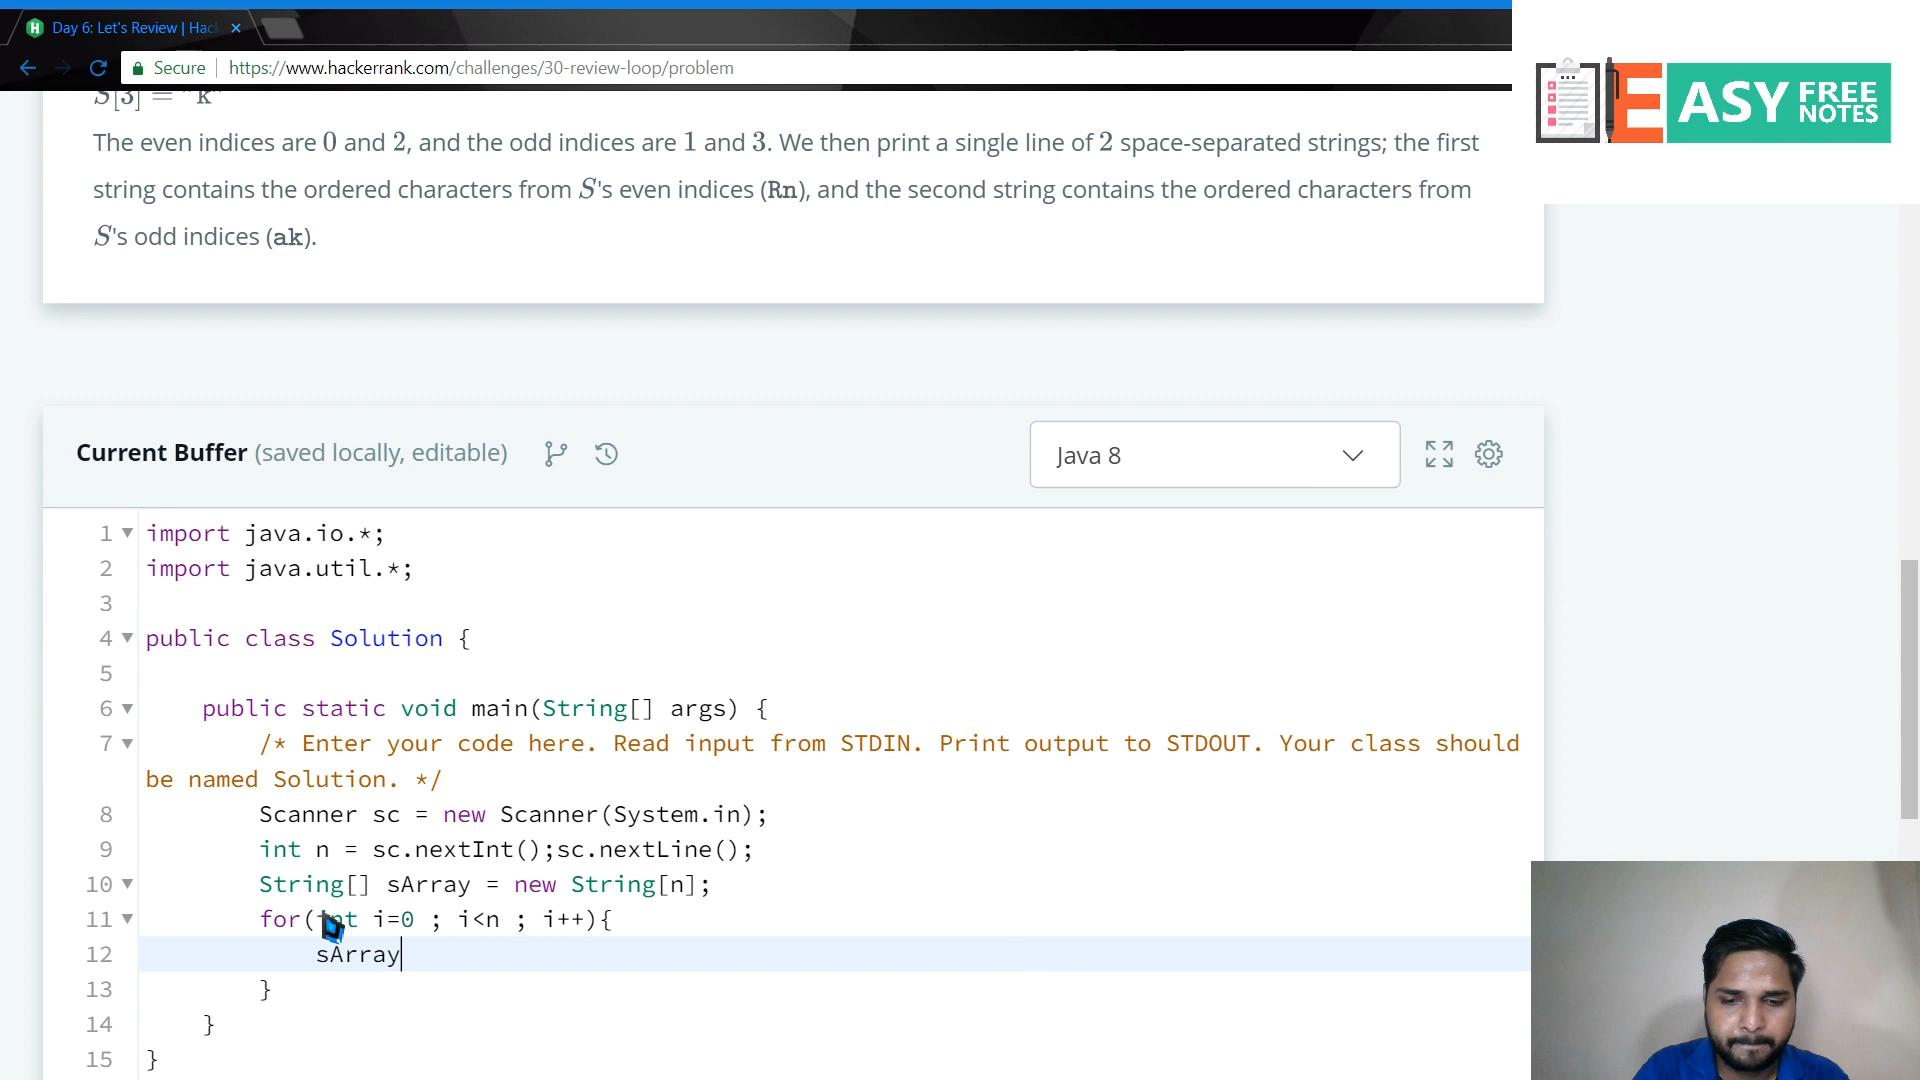 Day 6: Let's Review | Hac
Secure | https://www.hackerrank.com/challenges/30-review-loop/problem
EASY FREE NOTES
S[3] = "k"
The even indices are 0 and 2, and the odd indices are 1 and 3. We then print a single line of 2 space-separated strings; the first
string contains the ordered characters from S's even indices (Rn), and the second string contains the ordered characters from
S's odd indices (ak).
Current Buffer (saved locally, editable)
Java 8
1 import java.io.*;
2 import java.util.*;
3
4 public class Solution {
5
6 public static void main(String[] args) {
7 /* Enter your code here. Read input from STDIN. Print output to STDOUT. Your class should
be named Solution. */
8 Scanner sc = new Scanner(System.in);
9 int n = sc.nextInt();sc.nextLine();
10 String[] sArray = new String[n];
11 for(int i=0 ; i<n ; i++){
12 sArray
13 }
14 }
15 }